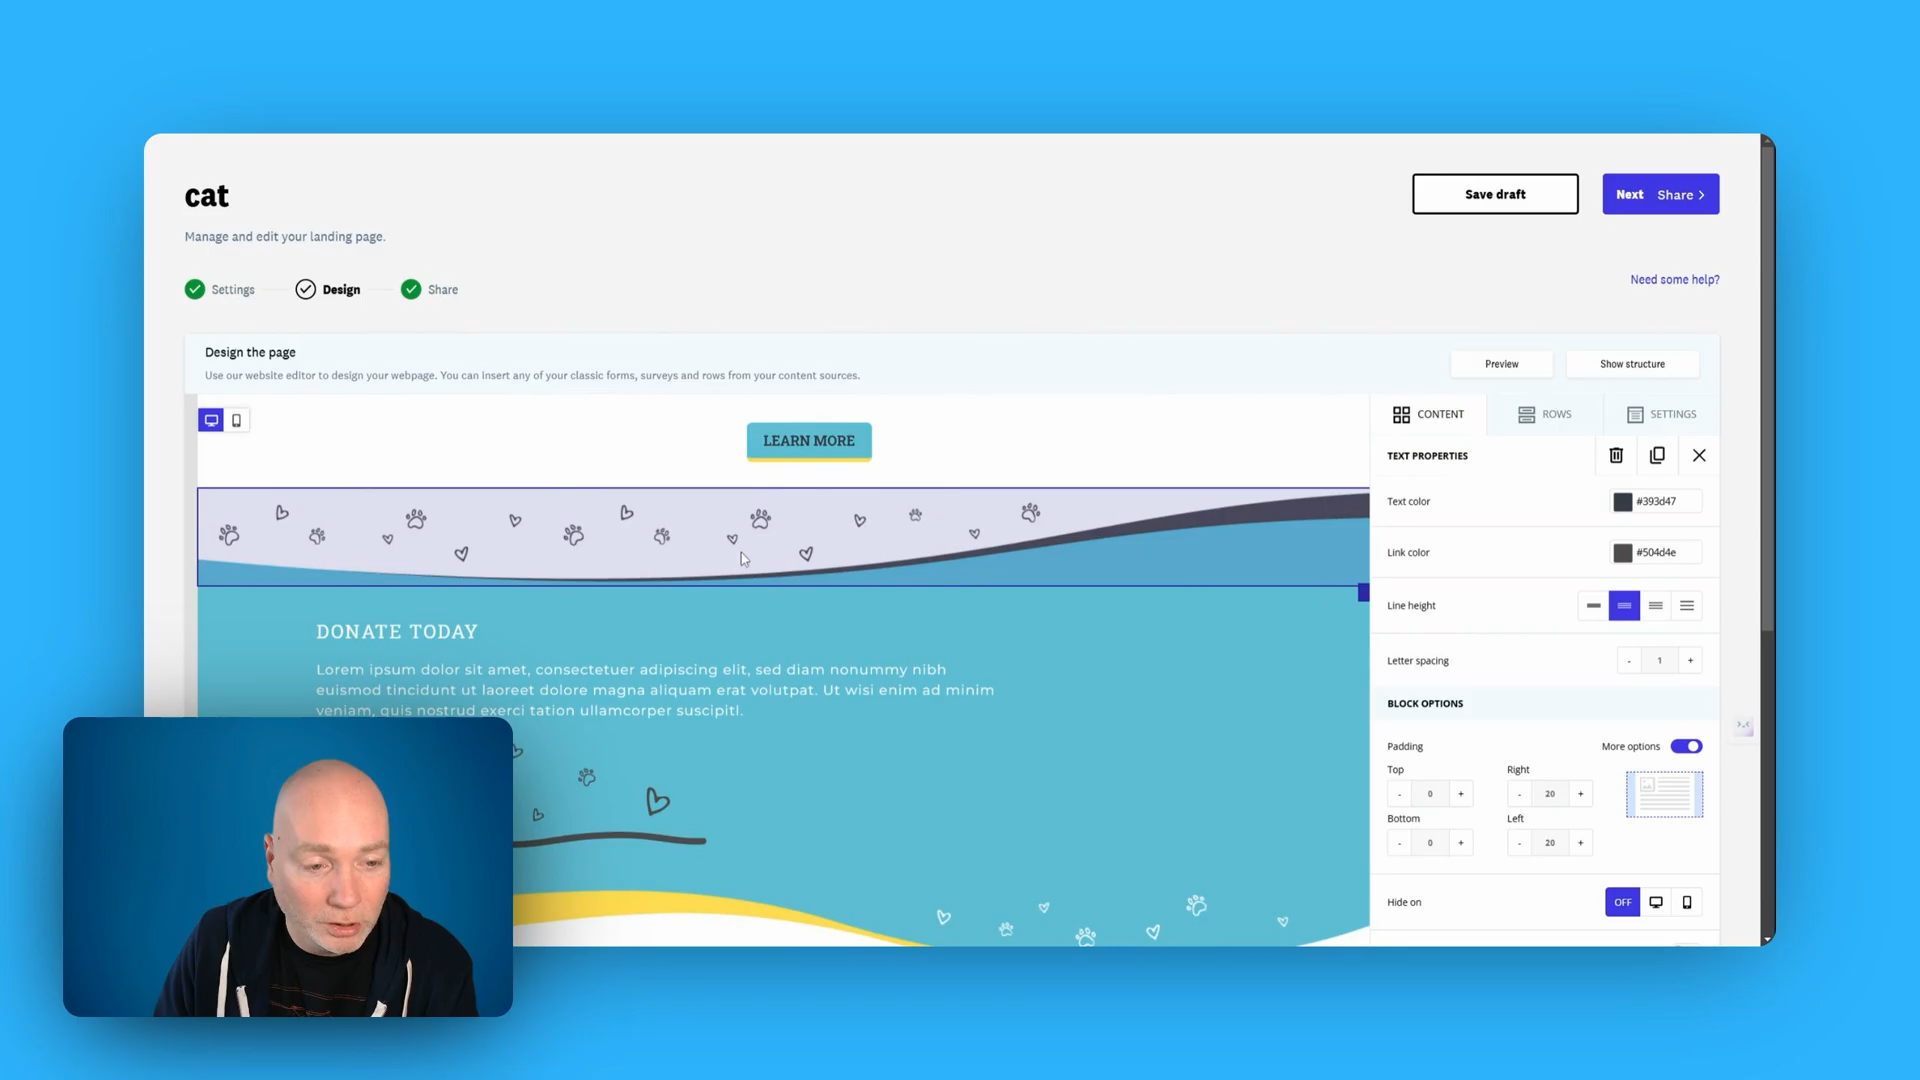 cat
Save draft
Next Share >
Manage and edit your landing page.
Settings
Design
Share
Need some help?
Design the page
Use our website editor to design your webpage. You can insert any of your classic forms, surveys and rows from your content sources.
Preview
Show structure
LEARN MORE
CONTENT
ROWS
SETTINGS
TEXT PROPERTIES
Text color
#393d47
Link color
#504d4e
Line height
Letter spacing
- 1 +
DONATE TODAY
Lorem ipsum dolor sit amet, consectetuer adipiscing elit, sed diam nonummy nibh
euismod tincidunt ut laoreet dolore magna aliquam erat volutpat. Ut wisi enim ad minim
veniam, quis nostrud exerci tation ullamcorper suscipitl.
BLOCK OPTIONS
Padding
More options
Top
Right
- 0 +
- 20 +
Bottom
Left
- 0 +
- 20 +
Hide on
OFF